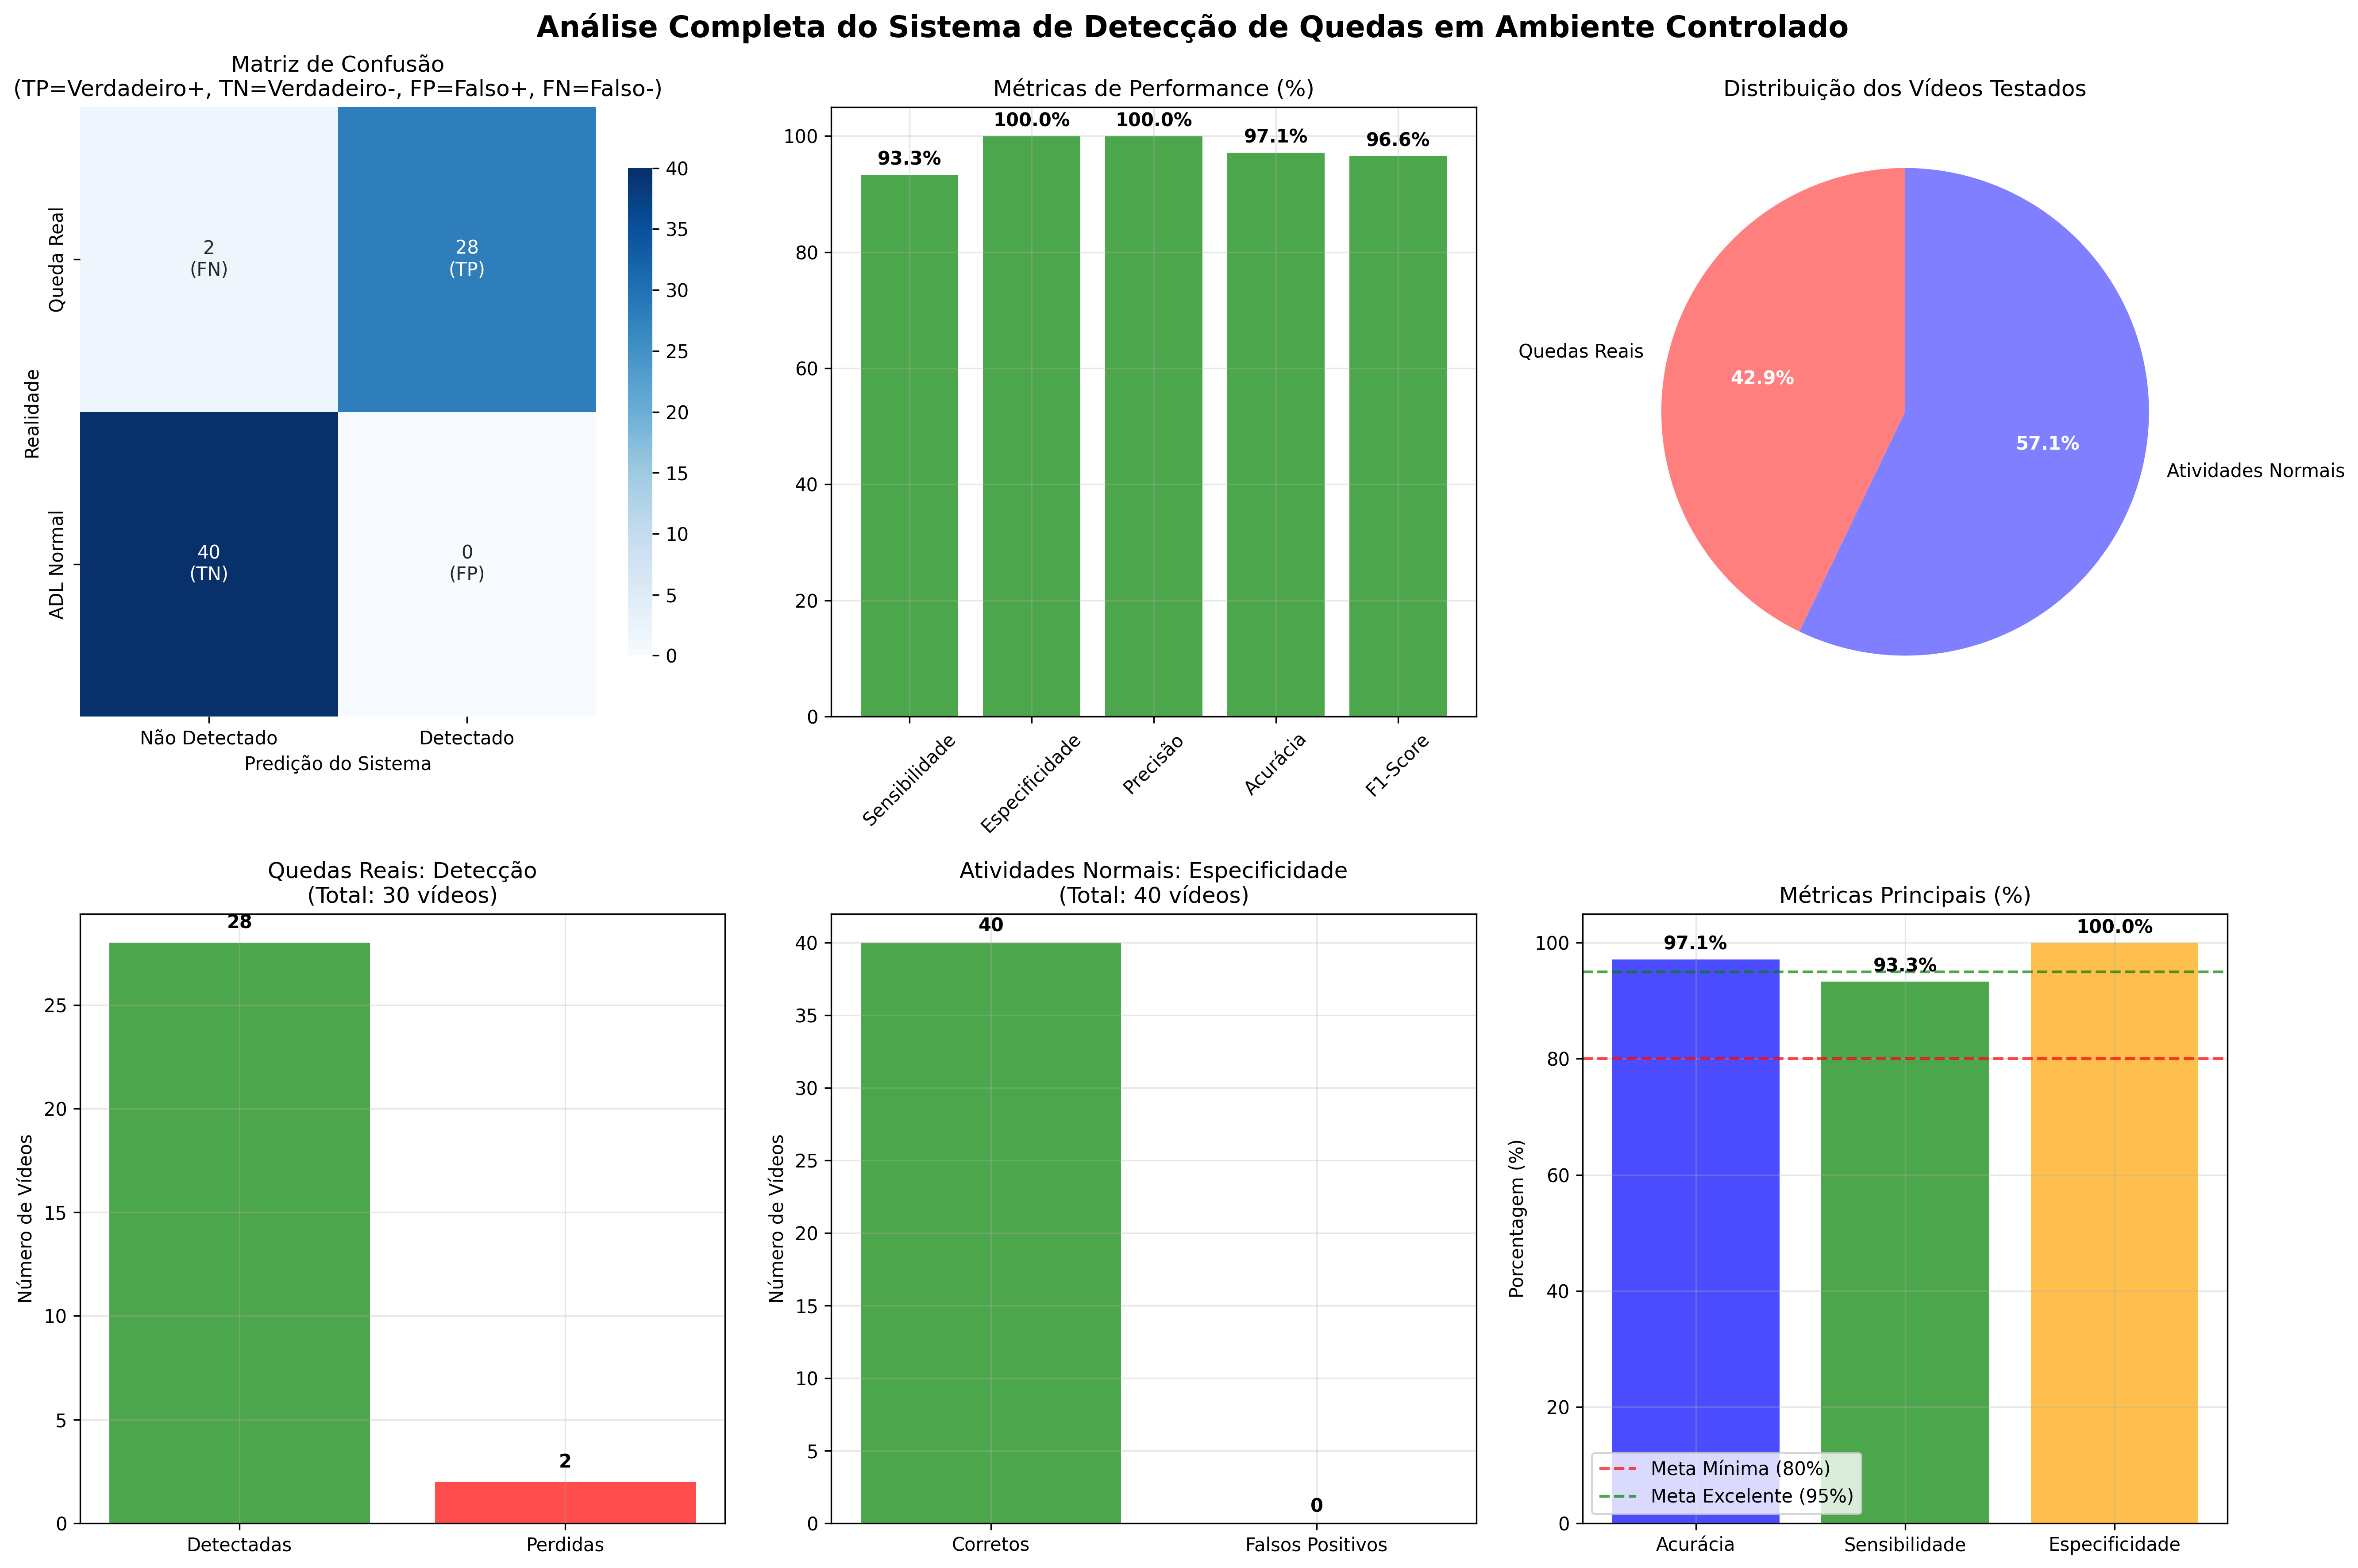 Análise Completa do Sistema de Detecção de Quedas em Ambiente Controlado
Matriz de Confusão
(TP=Verdadeiro+, TN=Verdadeiro-, FP=Falso+, FN=Falso-)
Realidade
Queda Real
ADL Normal
2
(FN)
28
(TP)
40
(TN)
0
(FP)
Não Detectado
Detectado
Predição do Sistema
40
35
30
25
20
15
10
5
0
Métricas de Performance (%)
100
80
60
40
20
0
93.3%
100.0%
100.0%
97.1%
96.6%
Sensibilidade
Especificidade
Precisão
Acurácia
F1-Score
Distribuição dos Vídeos Testados
Quedas Reais
42.9%
57.1%
Atividades Normais
Quedas Reais: Detecção
(Total: 30 vídeos)
Número de Vídeos
25
20
15
10
5
0
28
2
Detectadas
Perdidas
Atividades Normais: Especificidade
(Total: 40 vídeos)
Número de Vídeos
40
35
30
25
20
15
10
5
0
40
0
Corretos
Falsos Positivos
Métricas Principais (%)
Porcentagem (%)
100
80
60
40
20
0
97.1%
93.3%
100.0%
Meta Mínima (80%)
Meta Excelente (95%)
Acurácia
Sensibilidade
Especificidade